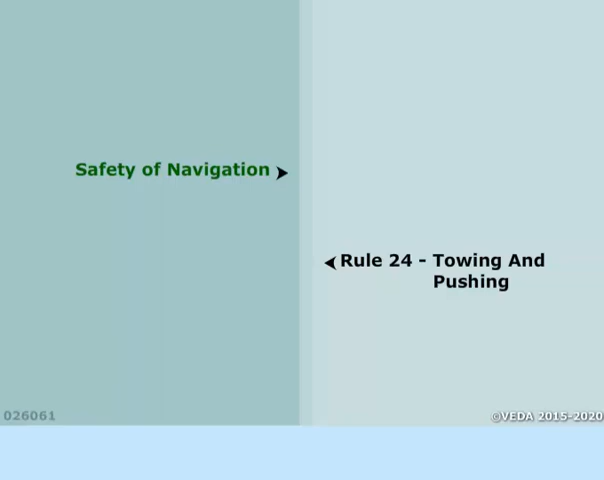 Safety of Navigation
Rule 24 - Towing And
Pushing
026061
©VEDA 2015-2020